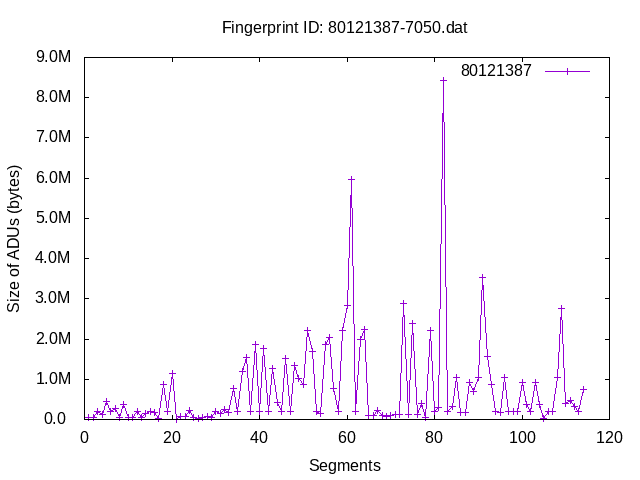 Fingerprint ID: 80121387-7050.dat
80121387
Size of ADUs (bytes)
9.0M
8.0M
7.0M
6.0M
5.0M
4.0M
3.0M
2.0M
1.0M
0.0
0 20 40 60 80 100 120
Segments